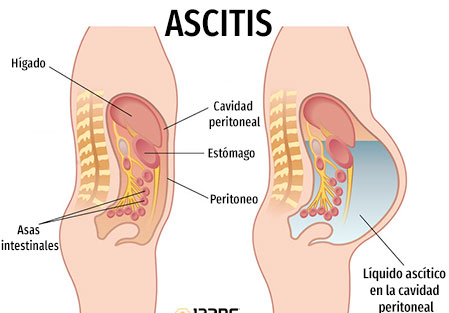 ASCITIS
Hígado
Cavidad
peritoneal
Estómago
Peritoneo
Asas
intestinales
Líquido ascítico
en la cavidad
peritoneal